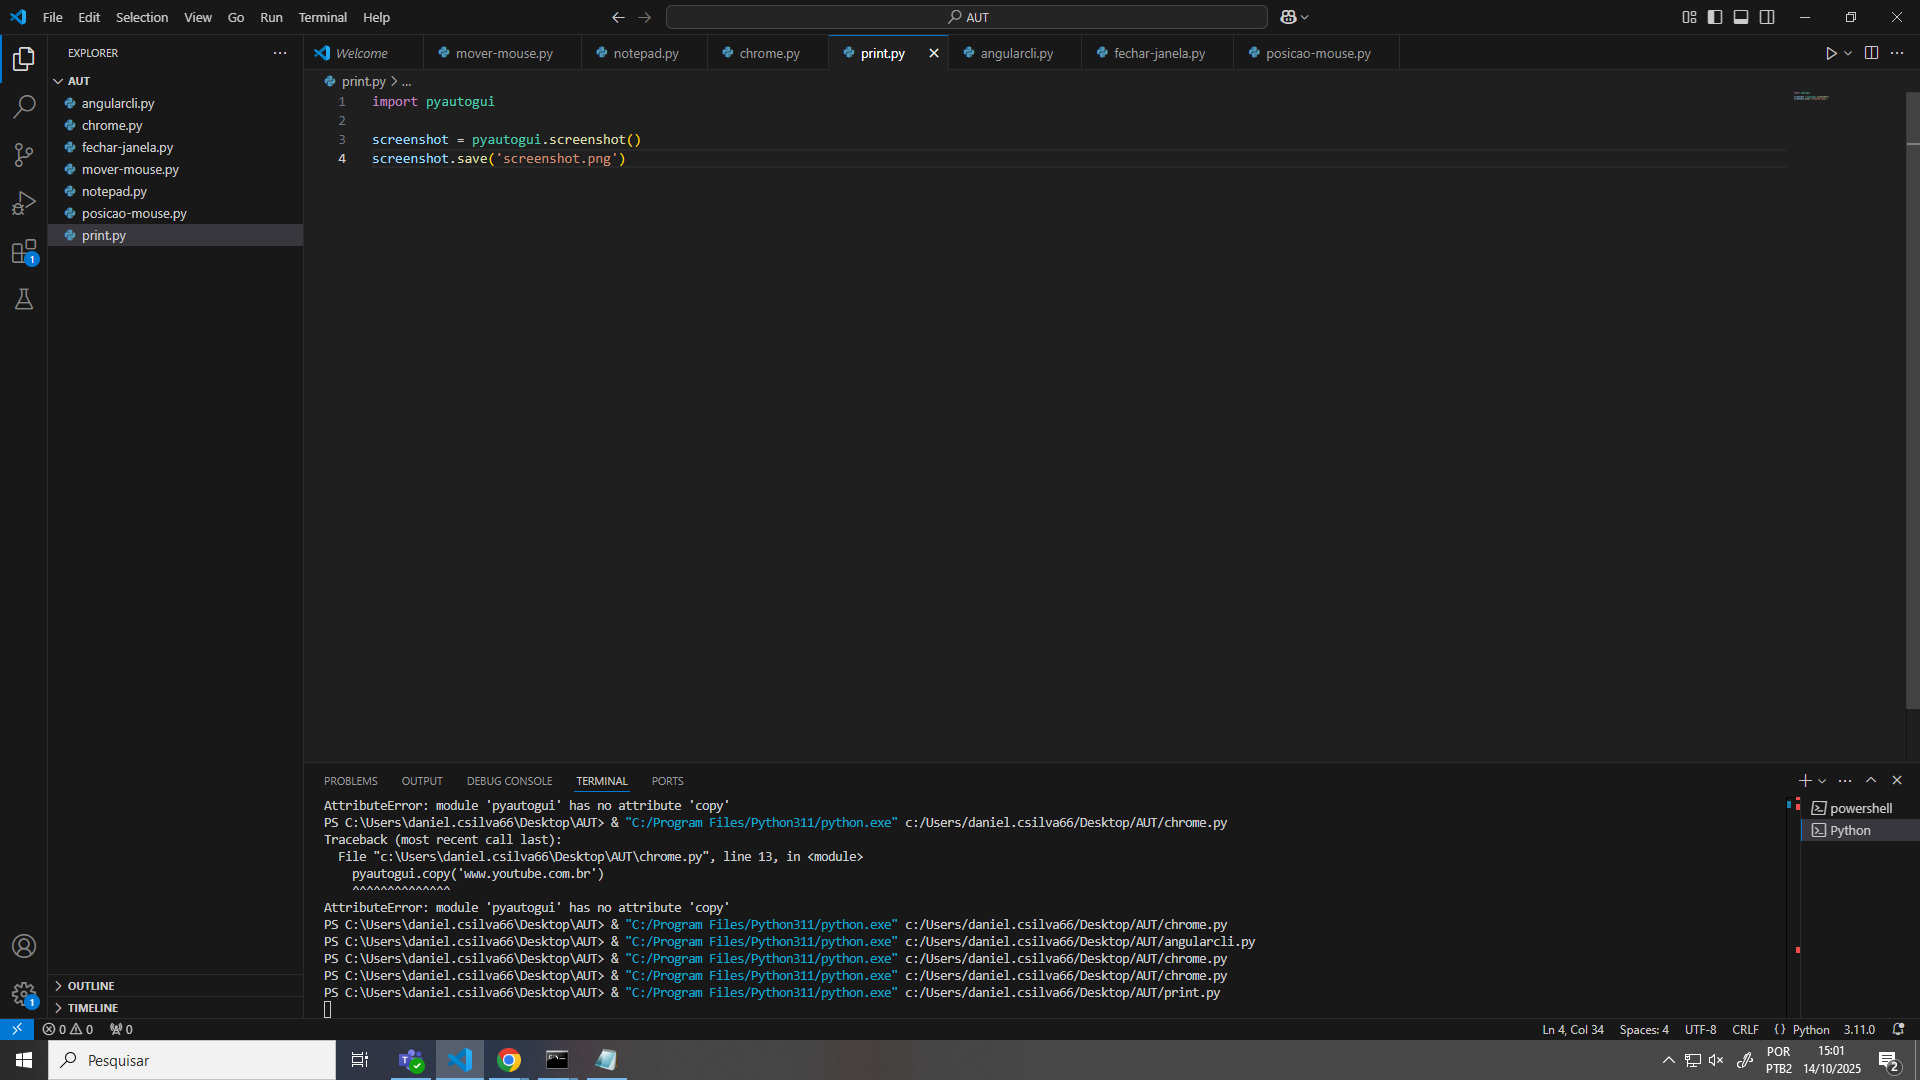 File Edit Selection View Go Run Terminal Help
AUT
EXPLORER
Welcome mover-mouse.py notepad.py chrome.py print.py angularcli.py fechar-janela.py posicao-mouse.py
AUT
angularcli.py
chrome.py
fechar-janela.py
mover-mouse.py
notepad.py
posicao-mouse.py
print.py
1
1
OUTLINE
TIMELINE
print.py > ...
1 import pyautogui
2
3 screenshot = pyautogui.screenshot()
4 screenshot.save('screenshot.png')
PROBLEMS OUTPUT DEBUG CONSOLE TERMINAL PORTS
AttributeError: module 'pyautogui' has no attribute 'copy'
PS C:\Users\daniel.csilva66\Desktop\AUT> & "C:/Program Files/Python311/python.exe" c:/Users/daniel.csilva66/Desktop/AUT/chrome.py
Traceback (most recent call last):
  File "c:\Users\daniel.csilva66\Desktop\AUT\chrome.py", line 13, in <module>
    pyautogui.copy('www.youtube.com.br')
    ^^^^^^^^^^^^^^
AttributeError: module 'pyautogui' has no attribute 'copy'
PS C:\Users\daniel.csilva66\Desktop\AUT> & "C:/Program Files/Python311/python.exe" c:/Users/daniel.csilva66/Desktop/AUT/chrome.py
PS C:\Users\daniel.csilva66\Desktop\AUT> & "C:/Program Files/Python311/python.exe" c:/Users/daniel.csilva66/Desktop/AUT/angularcli.py
PS C:\Users\daniel.csilva66\Desktop\AUT> & "C:/Program Files/Python311/python.exe" c:/Users/daniel.csilva66/Desktop/AUT/chrome.py
PS C:\Users\daniel.csilva66\Desktop\AUT> & "C:/Program Files/Python311/python.exe" c:/Users/daniel.csilva66/Desktop/AUT/chrome.py
PS C:\Users\daniel.csilva66\Desktop\AUT> & "C:/Program Files/Python311/python.exe" c:/Users/daniel.csilva66/Desktop/AUT/print.py
powershell
Python
0 0 0 Ln 4, Col 34 Spaces: 4 UTF-8 CRLF {} Python 3.11.0
Pesquisar
POR
PTB2
15:01
14/10/2025
2